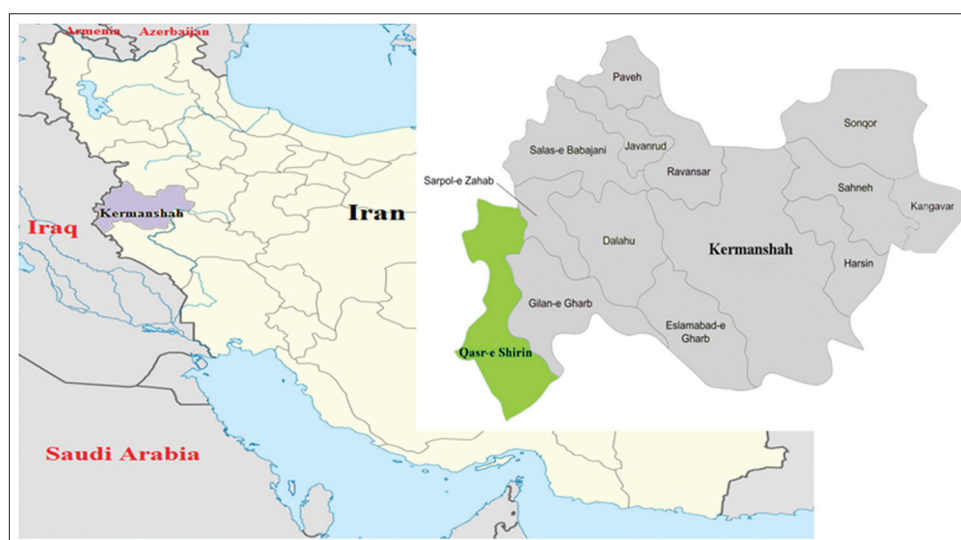 Armenia
Azerbaijan
Kermanshah
Iran
Iraq
Saudi Arabia
Paveh
Sonqor
Salas-e Babajani
Javanrud
Ravansar
Sarpol-e Zahab
Sahneh
Kangavar
Dalahu
Kermanshah
Harsin
Gilan-e Gharb
Eslamabad-e
Gharb
Qasr-e Shirin